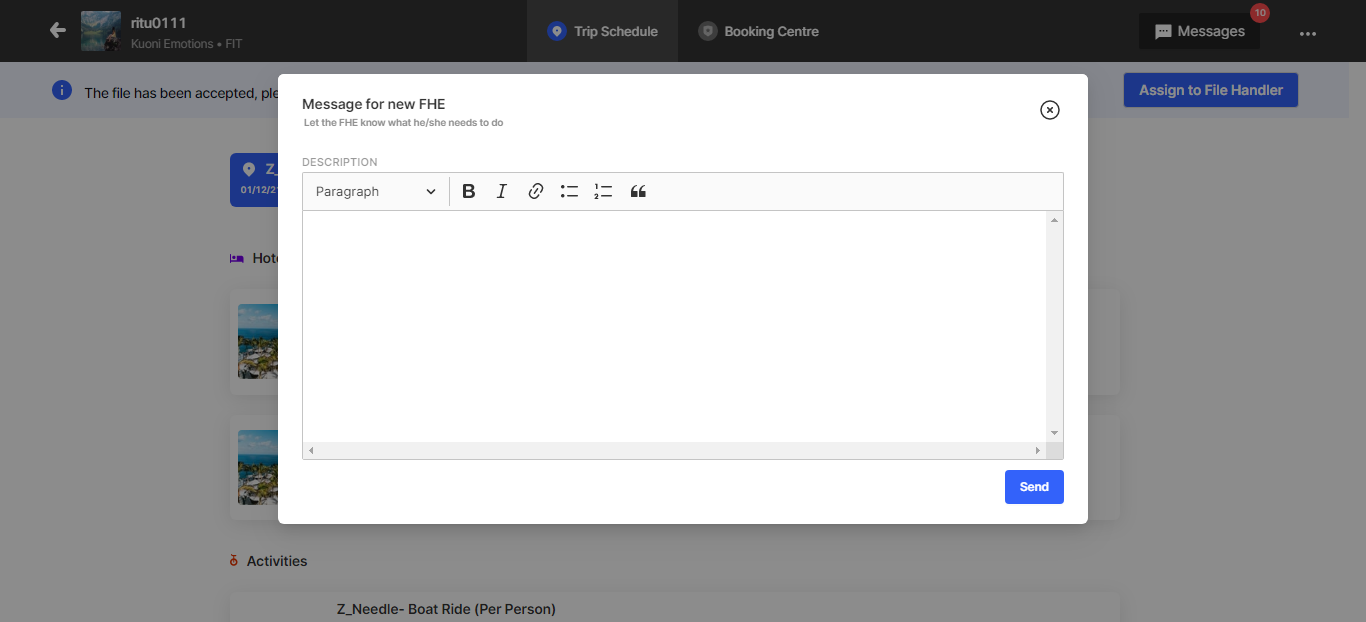 ritu0111
Kuoni Emotions • FIT
Trip Schedule
Booking Centre
Messages
10
The file has been accepted, ple
Assign to File Handler
Message for new FHE
Let the FHE know what he/she needs to do
DESCRIPTION
Paragraph
B I
Send
Z_
01/12/2
Hote
Activities
Z_Needle- Boat Ride (Per Person)